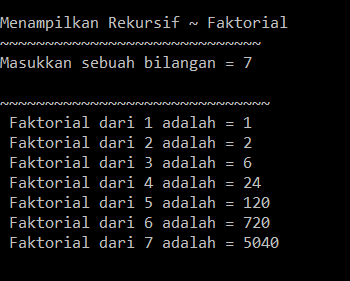 Menampilkan Rekursif ~ Faktorial
~~~~~~~~~~~~~~~~~~~~~~~~~~~~~
Masukkan sebuah bilangan = 7
~~~~~~~~~~~~~~~~~~~~~~~~~~~~~~
Faktorial dari 1 adalah = 1
Faktorial dari 2 adalah = 2
Faktorial dari 3 adalah = 6
Faktorial dari 4 adalah = 24
Faktorial dari 5 adalah = 120
Faktorial dari 6 adalah = 720
Faktorial dari 7 adalah = 5040